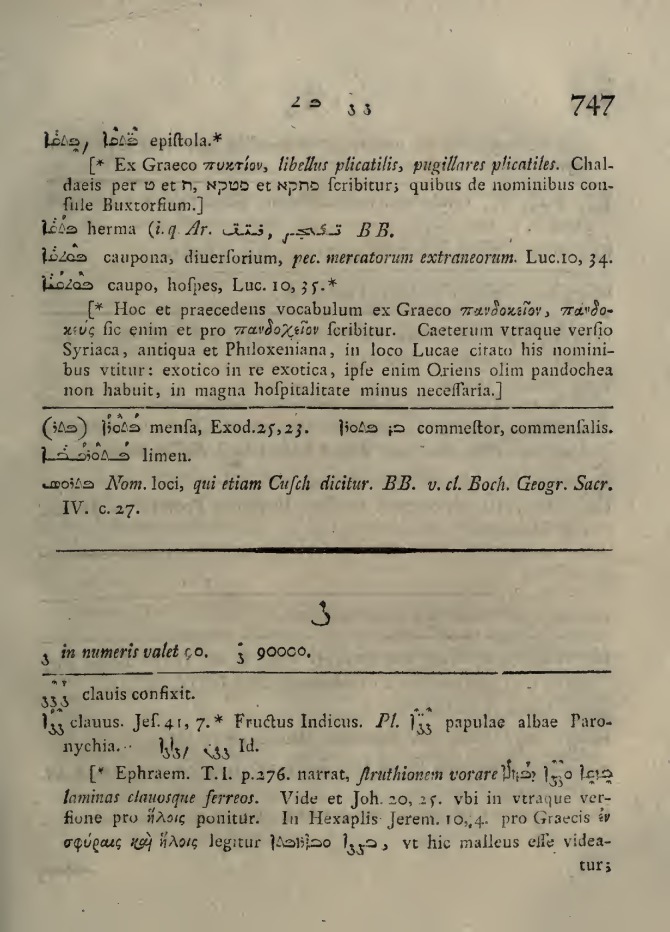 747
epiſtola.*
[* Ex Graeco πυκτίον, libellus plicatilis, pugillares plicatiles. Chal-
daeis per ט et ת, פתקא et פטקא ſcribitur; quibus de nominibus con-
ſule Buxtorfium.]
herma (i. q. Ar. BB.
caupona, diuerſorium, pec. mercatorum extraneorum. Luc. 10, 34.
caupo, hoſpes, Luc. 10, 35.*
[* Hoc et praecedens vocabulum ex Graeco πανδοκεῖον, πανδο-
κεύς ſic enim et pro πανδοχεῖον ſcribitur. Caeterum vtraque verſio
Syriaca, antiqua et Philoxeniana, in loco Lucae citato his nomini-
bus vtitur: exotico in re exotica, ipſe enim Oriens olim pandochea
non habuit, in magna hoſpitalitate minus neceſſaria.]
menſa, Exod. 25, 23. commeſtor, commenſalis.
limen.
Nom. loci, qui etiam Cuſch dicitur. BB. v. cl. Boch. Geogr. Sacr.
IV. c. 27.
in numeris valet 90. 90000.
clauis confixit.
clauus. Jeſ. 41, 7.* Fructus Indicus. Pl. papulae albae Paro-
nychia. Id.
[* Ephraem. T. I. p. 276. narrat, ſtruthionem vorare
laminas clauosque ferreos. Vide et Joh. 20, 25. vbi in vtraque ver-
ſione pro ἥλοις ponitur. In Hexaplis Jerem. 10, 4. pro Graecis ἐν
σφύραις καὶ ἥλοις legitur , vt hic malleus eſſe videa-
tur;